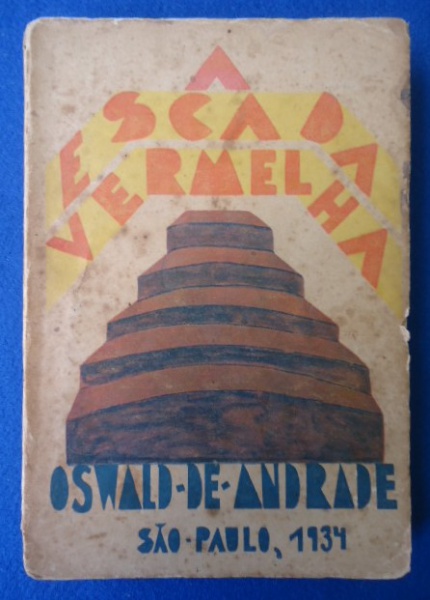 A
ESCADA
VERMELHA
OSWALD-DE-ANDRADE
SÃO-PAULO, 1934